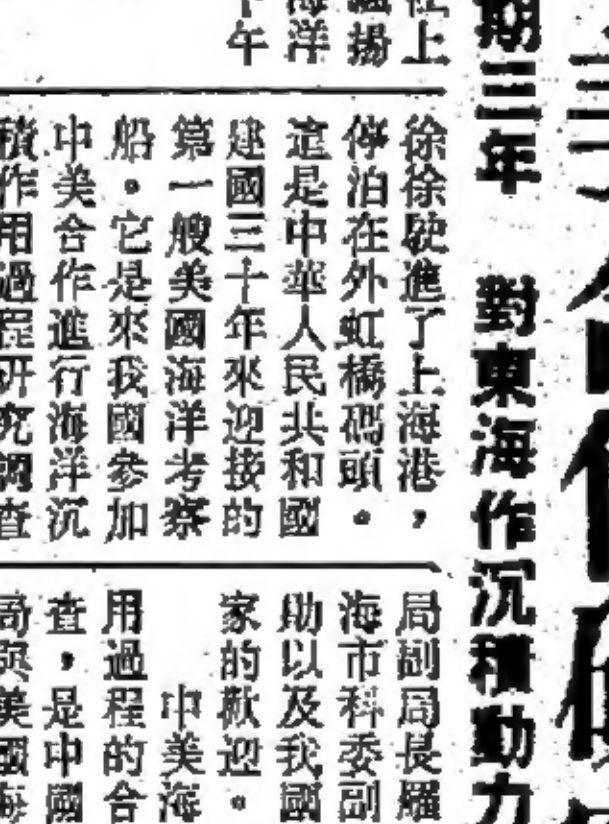 期三年 對東海作沉積動力
上
揚
海洋
午
徐徐駛進了上海港，
停泊在外虹橋碼頭。
這是中華人民共和國
建國三十年來迎接的
第一艘美國海洋考察
船。它是來我國參加
中美合作進行海洋沉
積作用過程研究調查
局副局長羅
海市科委副
助以及我國
家的歡迎。
中美海
用過程的合
查，是中國
局與美國海